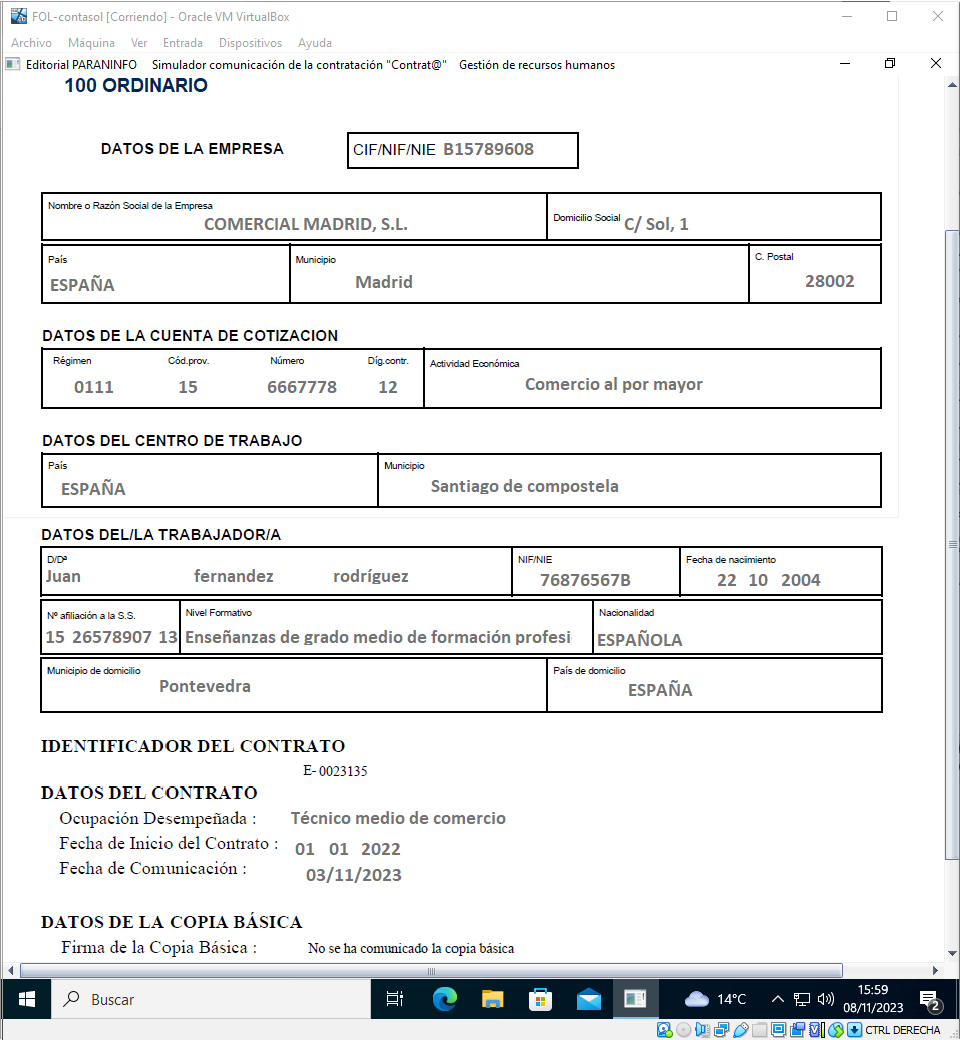 FOL-contasol [Corriendo] - Oracle VM VirtualBox
Archivo Máquina Ver Entrada Dispositivos Ayuda
Editorial PARANINFO Simulador comunicación de la contratación "Contrat@" Gestión de recursos humanos
100 ORDINARIO
DATOS DE LA EMPRESA CIF/NIF/NIE B15789608
Nombre o Razón Social de la Empresa
COMERCIAL MADRID, S.L. Domicilio Social C/ Sol, 1
País Municipio C. Postal
ESPAÑA Madrid 28002
DATOS DE LA CUENTA DE COTIZACION
Régimen Cód.prov. Número Díg.contr. Actividad Económica
0111 15 6667778 12 Comercio al por mayor
DATOS DEL CENTRO DE TRABAJO
País Municipio
ESPAÑA Santiago de compostela
DATOS DEL/LA TRABAJADOR/A
D/Dª NIF/NIE Fecha de naciimiento
Juan fernandez rodríguez 76876567B 22 10 2004
Nº afiliación a la S.S. Nivel Formativo Nacionalidad
15 26578907 13 Enseñanzas de grado medio de formación profesi ESPAÑOLA
Municipio de domicilio País de domicilio
Pontevedra ESPAÑA
IDENTIFICADOR DEL CONTRATO
E- 0023135
DATOS DEL CONTRATO
Ocupación Desempeñada : Técnico medio de comercio
Fecha de Inicio del Contrato : 01 01 2022
Fecha de Comunicación : 03/11/2023
DATOS DE LA COPIA BÁSICA
Firma de la Copia Básica : No se ha comunicado la copia básica
Buscar
14°C
15:59
08/11/2023
2
CTRL DERECHA